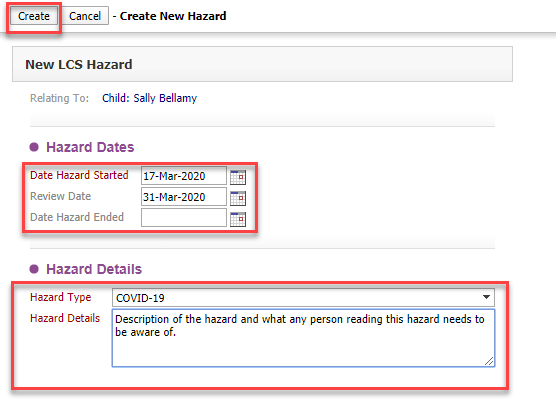 Create Cancel - Create New Hazard
New LCS Hazard
Relating To: Child: Sally Bellamy
Hazard Dates
Date Hazard Started 17-Mar-2020
Review Date 31-Mar-2020
Date Hazard Ended
Hazard Details
Hazard Type COVID-19
Hazard Details Description of the hazard and what any person reading this hazard needs to
be aware of.